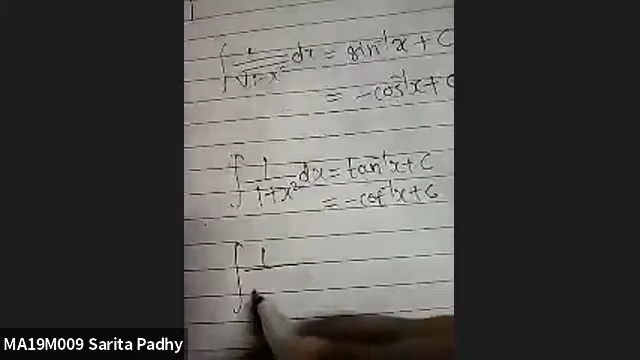 ∫ 1/√1-x² dx = sin⁻¹x + C
= -cos⁻¹x + C
∫ 1/1+x² dx = tan⁻¹x + C
= -cot⁻¹x + C
∫ 1
MA19M009 Sarita Padhy